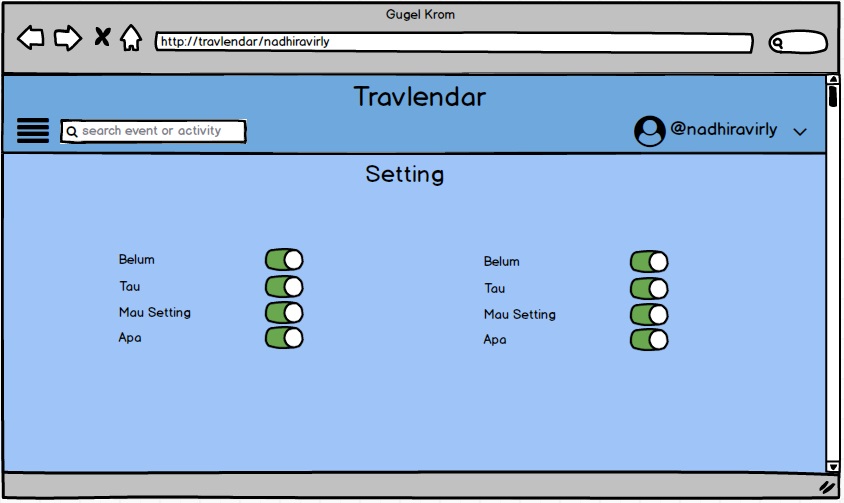 Gugel Krom
http://travlendar/nadhiravirly
Travlendar
search event or activity
@nadhiravirly
Setting
Belum
Tau
Mau Setting
Apa
Belum
Tau
Mau Setting
Apa